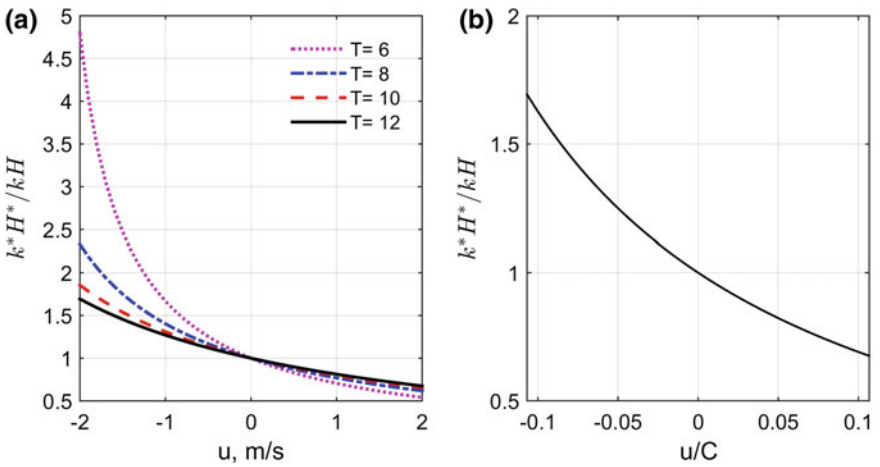 (a)
5
4.5
4
3.5
3
2.5
2
1.5
1
0.5
k*H*/kH
-2
-1
0
1
2
u, m/s
T= 6
T= 8
T= 10
T= 12
(b)
2
1.5
1
0.5
k*H*/kH
-0.1
-0.05
0
0.05
0.1
u/C